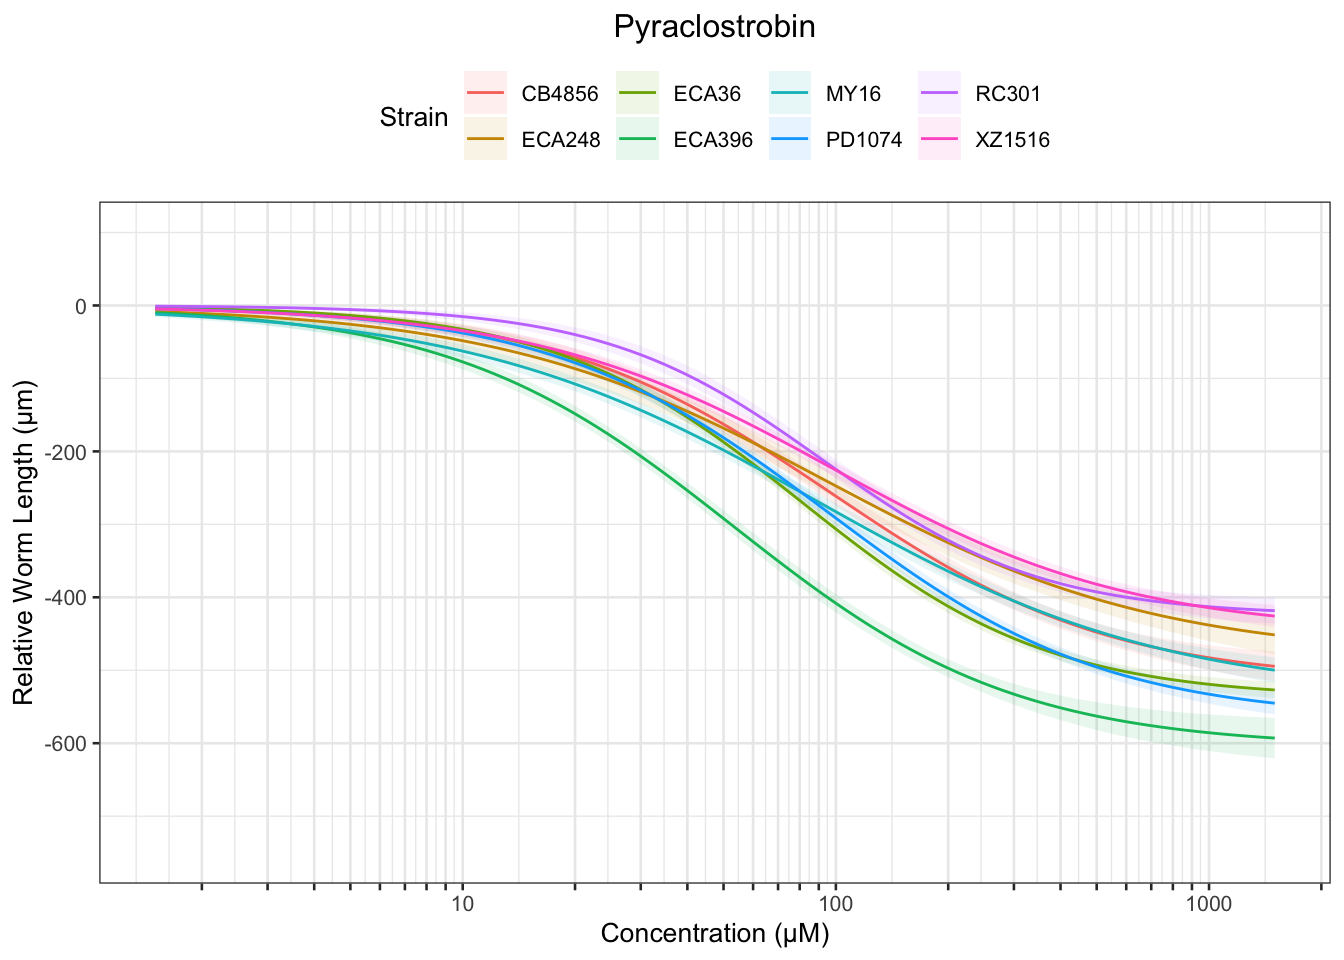 Pyraclostrobin
Strain
CB4856 ECA36 MY16 RC301
ECA248 ECA396 PD1074 XZ1516
Relative Worm Length (µm)
0
-200
-400
-600
10 100 1000
Concentration (µM)